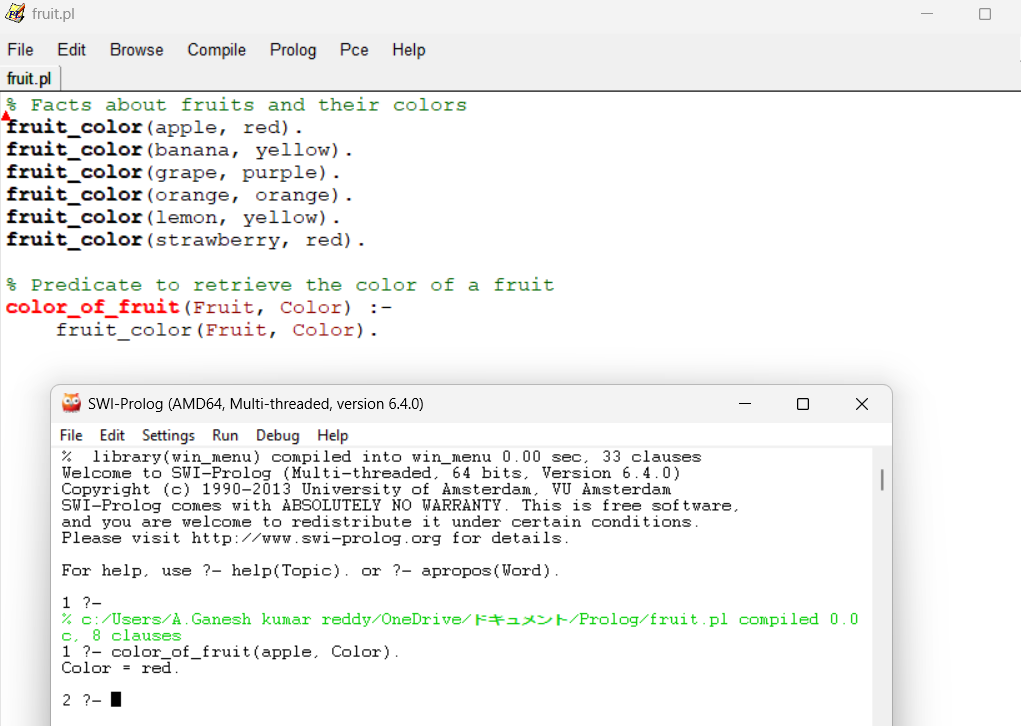 fruit.pl
File Edit Browse Compile Prolog Pce Help
fruit.pl
% Facts about fruits and their colors
fruit_color(apple, red).
fruit_color(banana, yellow).
fruit_color(grape, purple).
fruit_color(orange, orange).
fruit_color(lemon, yellow).
fruit_color(strawberry, red).
% Predicate to retrieve the color of a fruit
color_of_fruit(Fruit, Color) :-
    fruit_color(Fruit, Color).
SWI-Prolog (AMD64, Multi-threaded, version 6.4.0)
File Edit Settings Run Debug Help
%  library(win_menu) compiled into win_menu 0.00 sec, 33 clauses
Welcome to SWI-Prolog (Multi-threaded, 64 bits, Version 6.4.0)
Copyright (c) 1990-2013 University of Amsterdam, VU Amsterdam
SWI-Prolog comes with ABSOLUTELY NO WARRANTY. This is free software,
and you are welcome to redistribute it under certain conditions.
Please visit http://www.swi-prolog.org for details.
For help, use ?- help(Topic). or ?- apropos(Word).
1 ?-
% c:/Users/A.Ganesh kumar reddy/OneDrive/ドキュメント/Prolog/fruit.pl compiled 0.0
c, 8 clauses
1 ?- color_of_fruit(apple, Color).
Color = red.
2 ?-